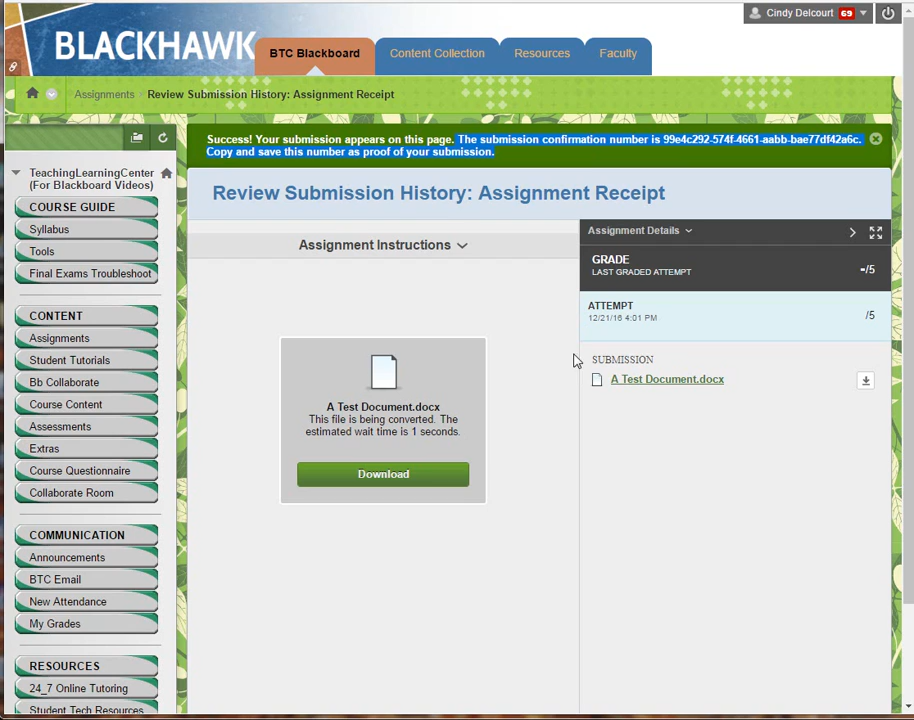 Cindy Delcourt 69
BLACKHAWK
BTC Blackboard Content Collection Resources Faculty
Assignments Review Submission History: Assignment Receipt
Success! Your submission appears on this page. The submission confirmation number is 99e4c292-574f-4661-aabb-bae77df42a6c.
Copy and save this number as proof of your submission.
TeachingLearningCenter
(For Blackboard Videos)
COURSE GUIDE
Syllabus
Tools
Final Exams Troubleshoot
CONTENT
Assignments
Student Tutorials
Bb Collaborate
Course Content
Assessments
Extras
Course Questionnaire
Collaborate Room
COMMUNICATION
Announcements
BTC Email
New Attendance
My Grades
RESOURCES
24_7 Online Tutoring
Student Tech Resources
Review Submission History: Assignment Receipt
Assignment Instructions
A Test Document.docx
This file is being converted. The
estimated wait time is 1 seconds.
Download
Assignment Details
GRADE
LAST GRADED ATTEMPT
-/5
ATTEMPT
12/21/16 4:01 PM
/5
SUBMISSION
A Test Document.docx